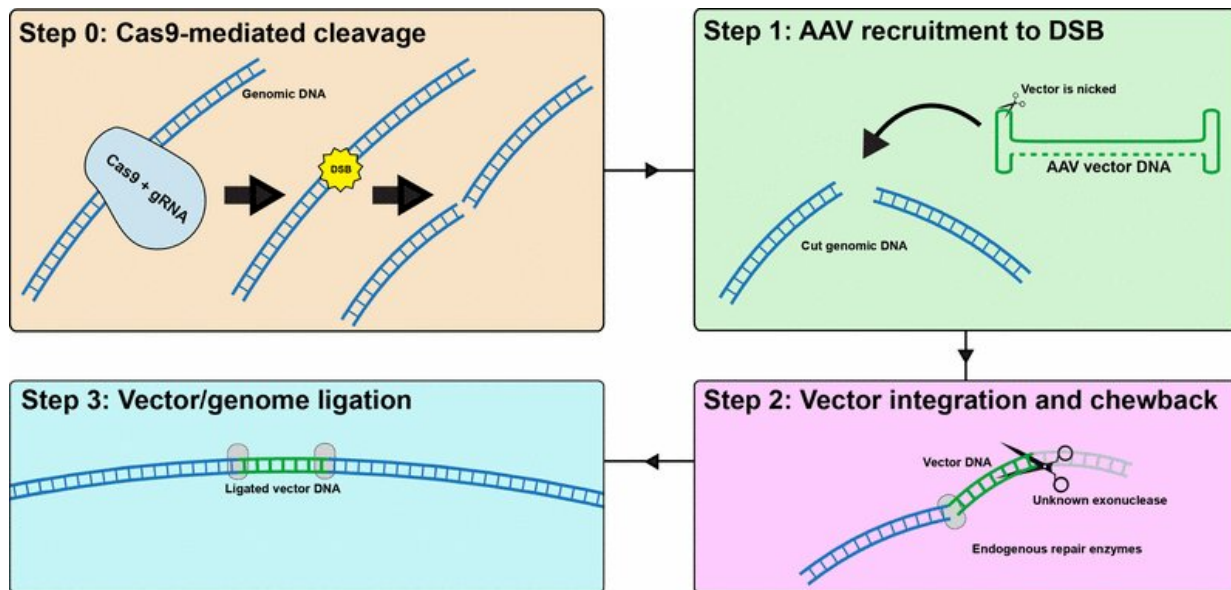 Step 0: Cas9-mediated cleavage
Genomic DNA
Cas9 + gRNA
DSB
Step 1: AAV recruitment to DSB
Vector is nicked
AAV vector DNA
Cut genomic DNA
Step 2: Vector integration and chewback
Vector DNA
Unknown exonuclease
Endogenous repair enzymes
Step 3: Vector/genome ligation
Ligated vector DNA